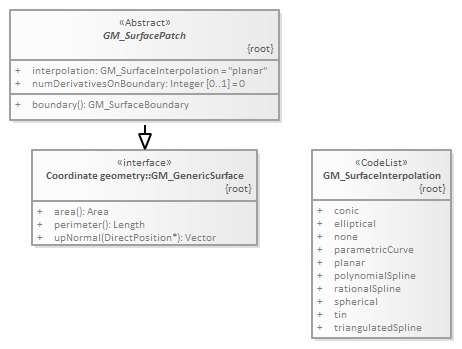 «Abstract»
GM_SurfacePatch
{root}
+ interpolation: GM_SurfaceInterpolation = "planar"
+ numDerivativesOnBoundary: Integer [0..1] = 0
+ boundary(): GM_SurfaceBoundary
«interface»
Coordinate geometry::GM_GenericSurface
{root}
+ area(): Area
+ perimeter(): Length
+ upNormal(DirectPosition*): Vector
«CodeList»
GM_SurfaceInterpolation
{root}
+ conic
+ elliptical
+ none
+ parametricCurve
+ planar
+ polynomialSpline
+ rationalSpline
+ spherical
+ tin
+ triangulatedSpline